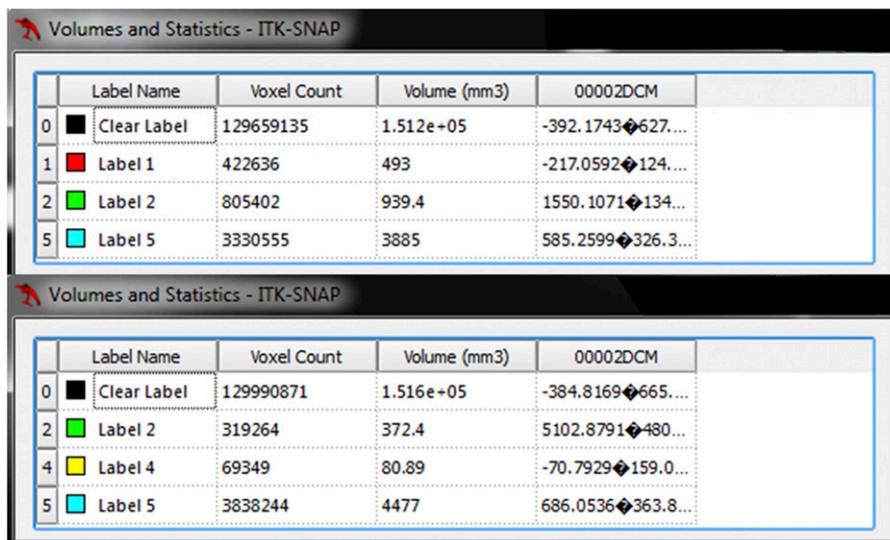 Volumes and Statistics - ITK-SNAP
Label Name Voxel Count Volume (mm3) 00002DCM
0 Clear Label 129659135 1.512e+05 -392.1743�627....
1 Label 1 422636 493 -217.0592�124....
2 Label 2 805402 939.4 1550.1071�134...
5 Label 5 3330555 3885 585.2599�326.3...
Volumes and Statistics - ITK-SNAP
Label Name Voxel Count Volume (mm3) 00002DCM
0 Clear Label 129990871 1.516e+05 -384.8169�665....
2 Label 2 319264 372.4 5102.8791�480...
4 Label 4 69349 80.89 -70.7929�159.0...
5 Label 5 3838244 4477 686.0536�363.8...